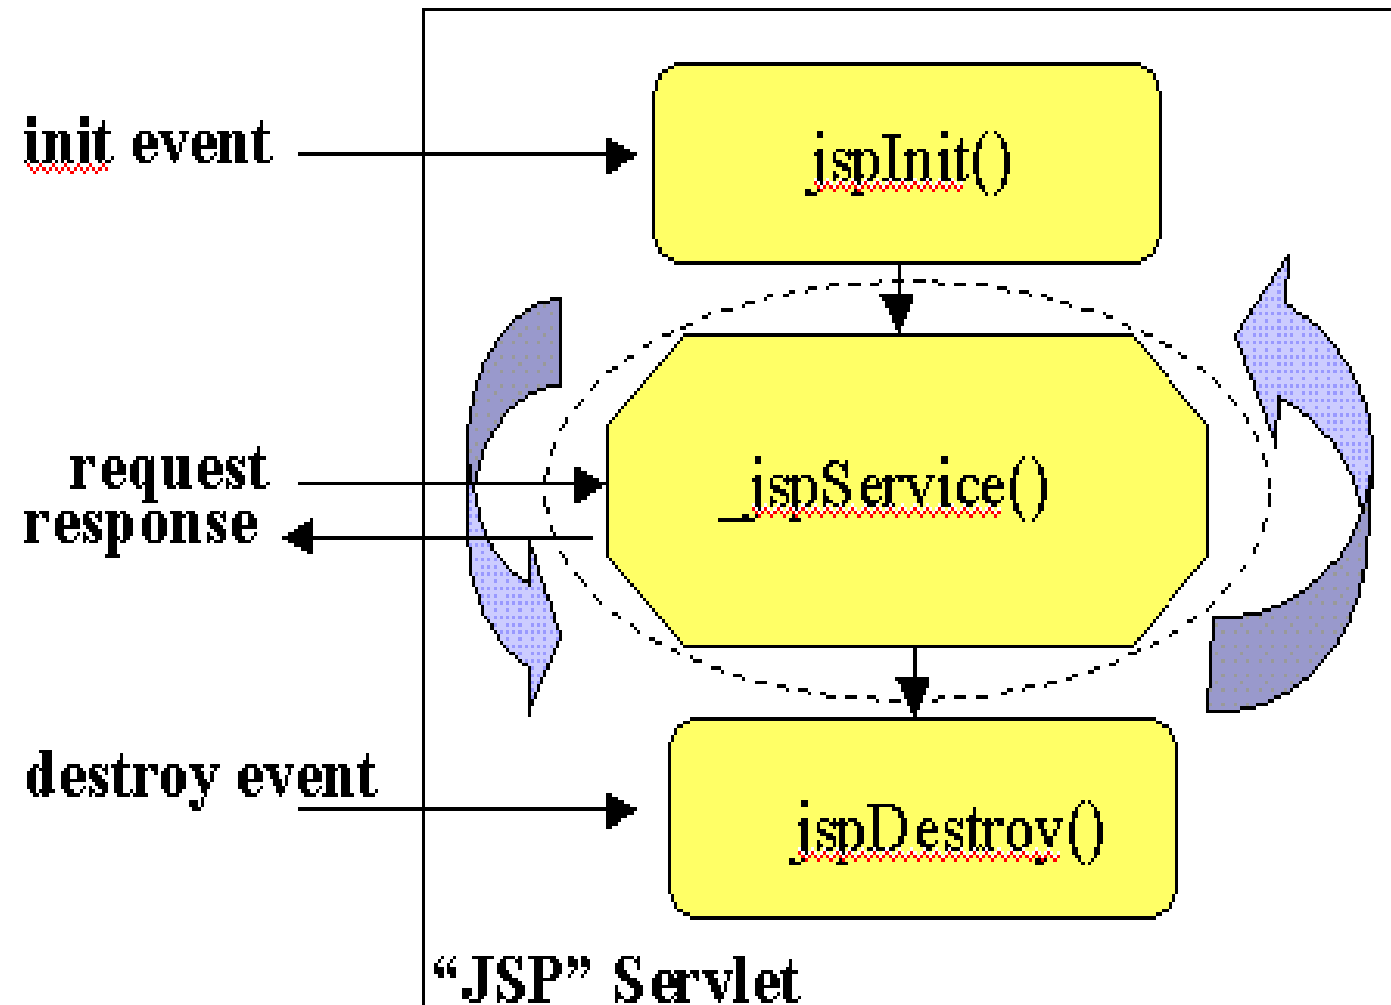 init event
jspInit()
request
_jspService()
response
destroy event
jspDestroy()
“JSP” Servlet